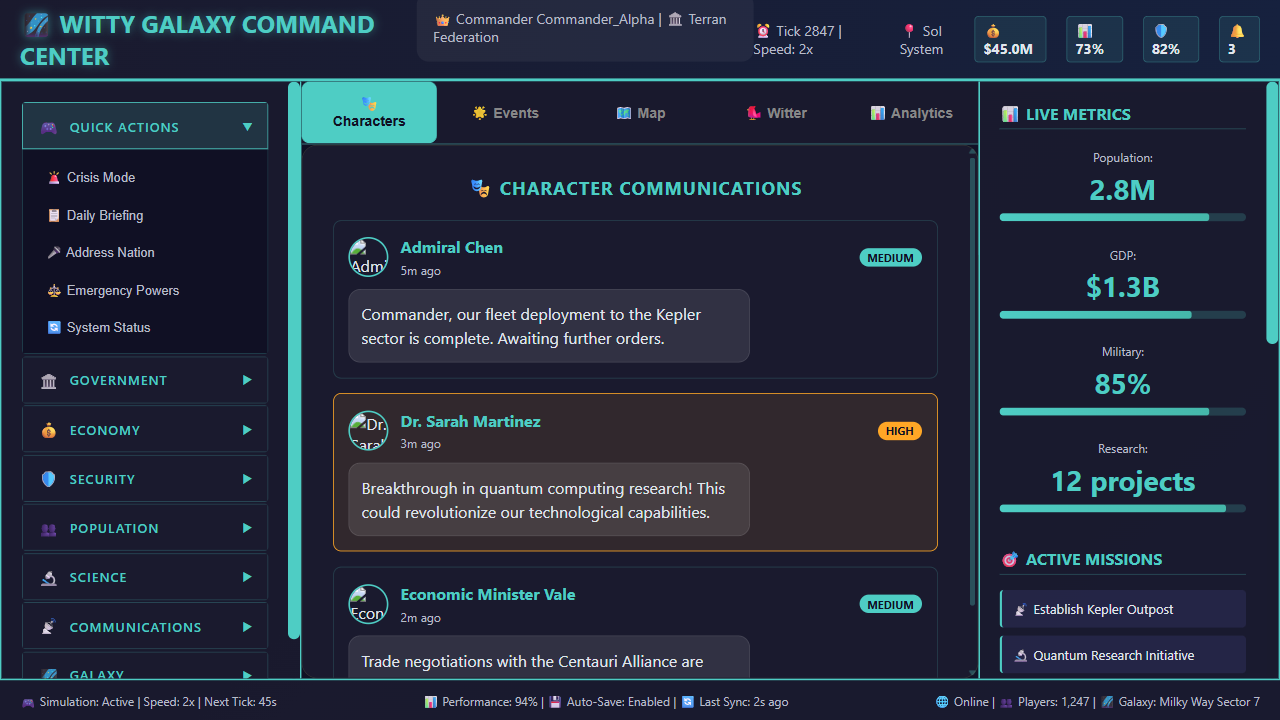 WITTY GALAXY COMMAND
CENTER
Commander Commander_Alpha | Terran
Federation
Tick 2847 |
Speed: 2x
Sol
System
$45.0M
73%
82%
3
QUICK ACTIONS ▼
Crisis Mode
Daily Briefing
Address Nation
Emergency Powers
System Status
GOVERNMENT ▶
ECONOMY ▶
SECURITY ▶
POPULATION ▶
SCIENCE ▶
COMMUNICATIONS ▶
GALAXY ▶
Characters
Events
Map
Witter
Analytics
CHARACTER COMMUNICATIONS
Admi
Admiral Chen
5m ago
MEDIUM
Commander, our fleet deployment to the Kepler
sector is complete. Awaiting further orders.
Dr.
Sarah
Dr. Sarah Martinez
3m ago
HIGH
Breakthrough in quantum computing research! This
could revolutionize our technological capabilities.
Econ
Economic Minister Vale
2m ago
MEDIUM
Trade negotiations with the Centauri Alliance are
LIVE METRICS
Population:
2.8M
GDP:
$1.3B
Military:
85%
Research:
12 projects
ACTIVE MISSIONS
Establish Kepler Outpost
Quantum Research Initiative
Simulation: Active | Speed: 2x | Next Tick: 45s
Performance: 94% | Auto-Save: Enabled | Last Sync: 2s ago
Online | Players: 1,247 | Galaxy: Milky Way Sector 7